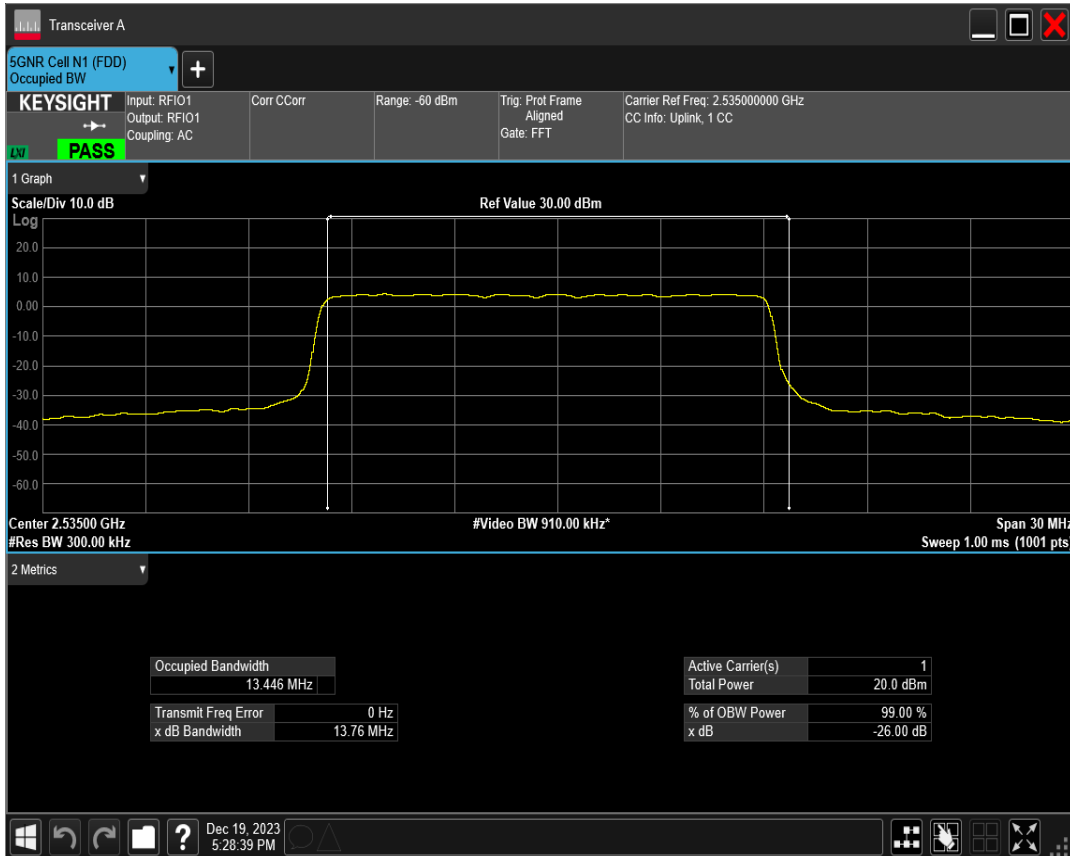 Transceiver A
5GNR Cell N1 (FDD)
Occupied BW
+
KEYSIGHT
LXI
PASS
Input: RFIO1
Output: RFIO1
Coupling: AC
Corr CCorr
Range: -60 dBm
Trig: Prot Frame
Aligned
Gate: FFT
Carrier Ref Freq: 2.535000000 GHz
CC Info: Uplink, 1 CC
1 Graph
Scale/Div 10.0 dB
Ref Value 30.00 dBm
Log
20.0
10.0
0.00
-10.0
-20.0
-30.0
-40.0
-50.0
-60.0
Center 2.53500 GHz
#Video BW 910.00 kHz*
Span 30 MHz
#Res BW 300.00 kHz
Sweep 1.00 ms (1001 pts)
2 Metrics
Occupied Bandwidth
13.446 MHz
Transmit Freq Error 0 Hz
x dB Bandwidth 13.76 MHz
Active Carrier(s) 1
Total Power 20.0 dBm
% of OBW Power 99.00 %
x dB -26.00 dB
?
Dec 19, 2023
5:28:39 PM